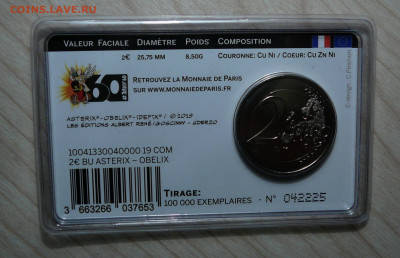 COINS.LAVE.RU
Valeur Faciale Diamètre Poids Composition
2€ 25,75 MM 8,50G Couronne: Cu Ni / Coeur: Cu Zn Ni
Retrouvez la Monnaie de Paris
sur www.monnaiedeparis.fr
60
ASTERIX®-OBELIX®-IDEFIX® / © 2019
LES ÉDITIONS ALBERT RENÉ/GOSCINNY - UDERZO
10041330040000 19 COM
2€ BU ASTERIX – OBELIX
2
3 663266 037653
Tirage:
100 000 EXEMPLAIRES - N° 042225